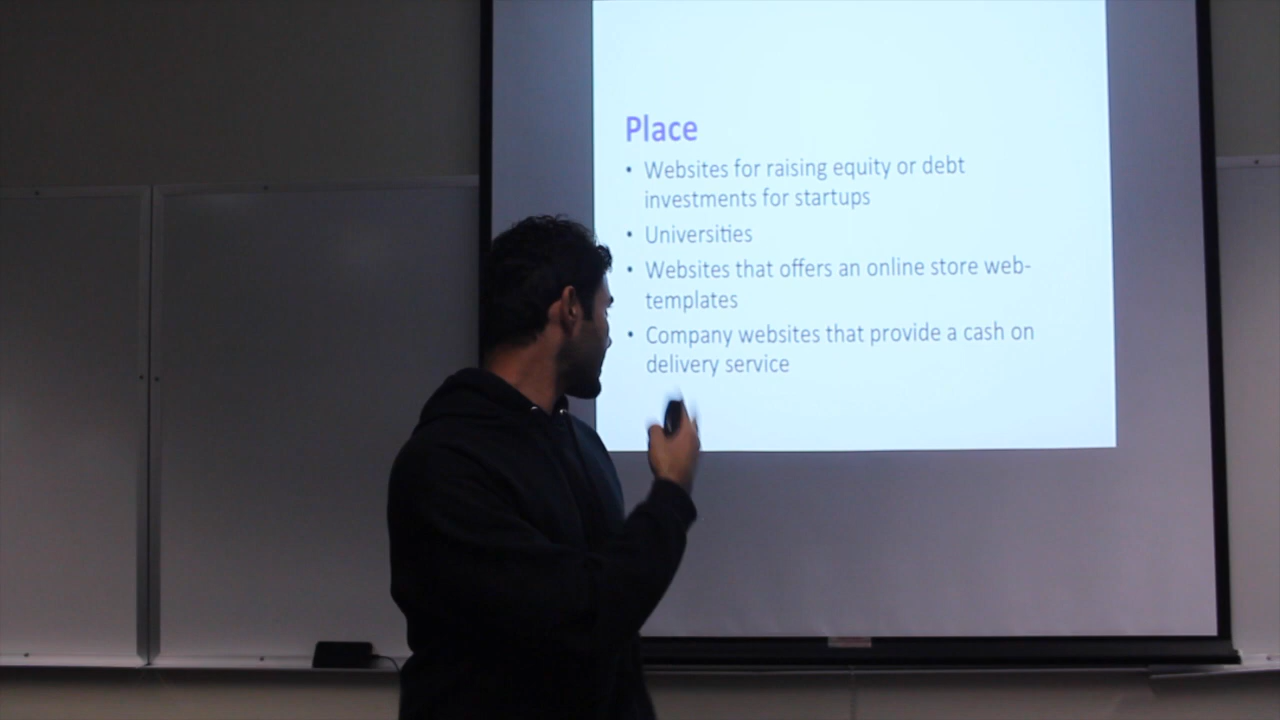 Place
• Websites for raising equity or debt
investments for startups
• Universities
• Websites that offers an online store web-
templates
• Company websites that provide a cash on
delivery service